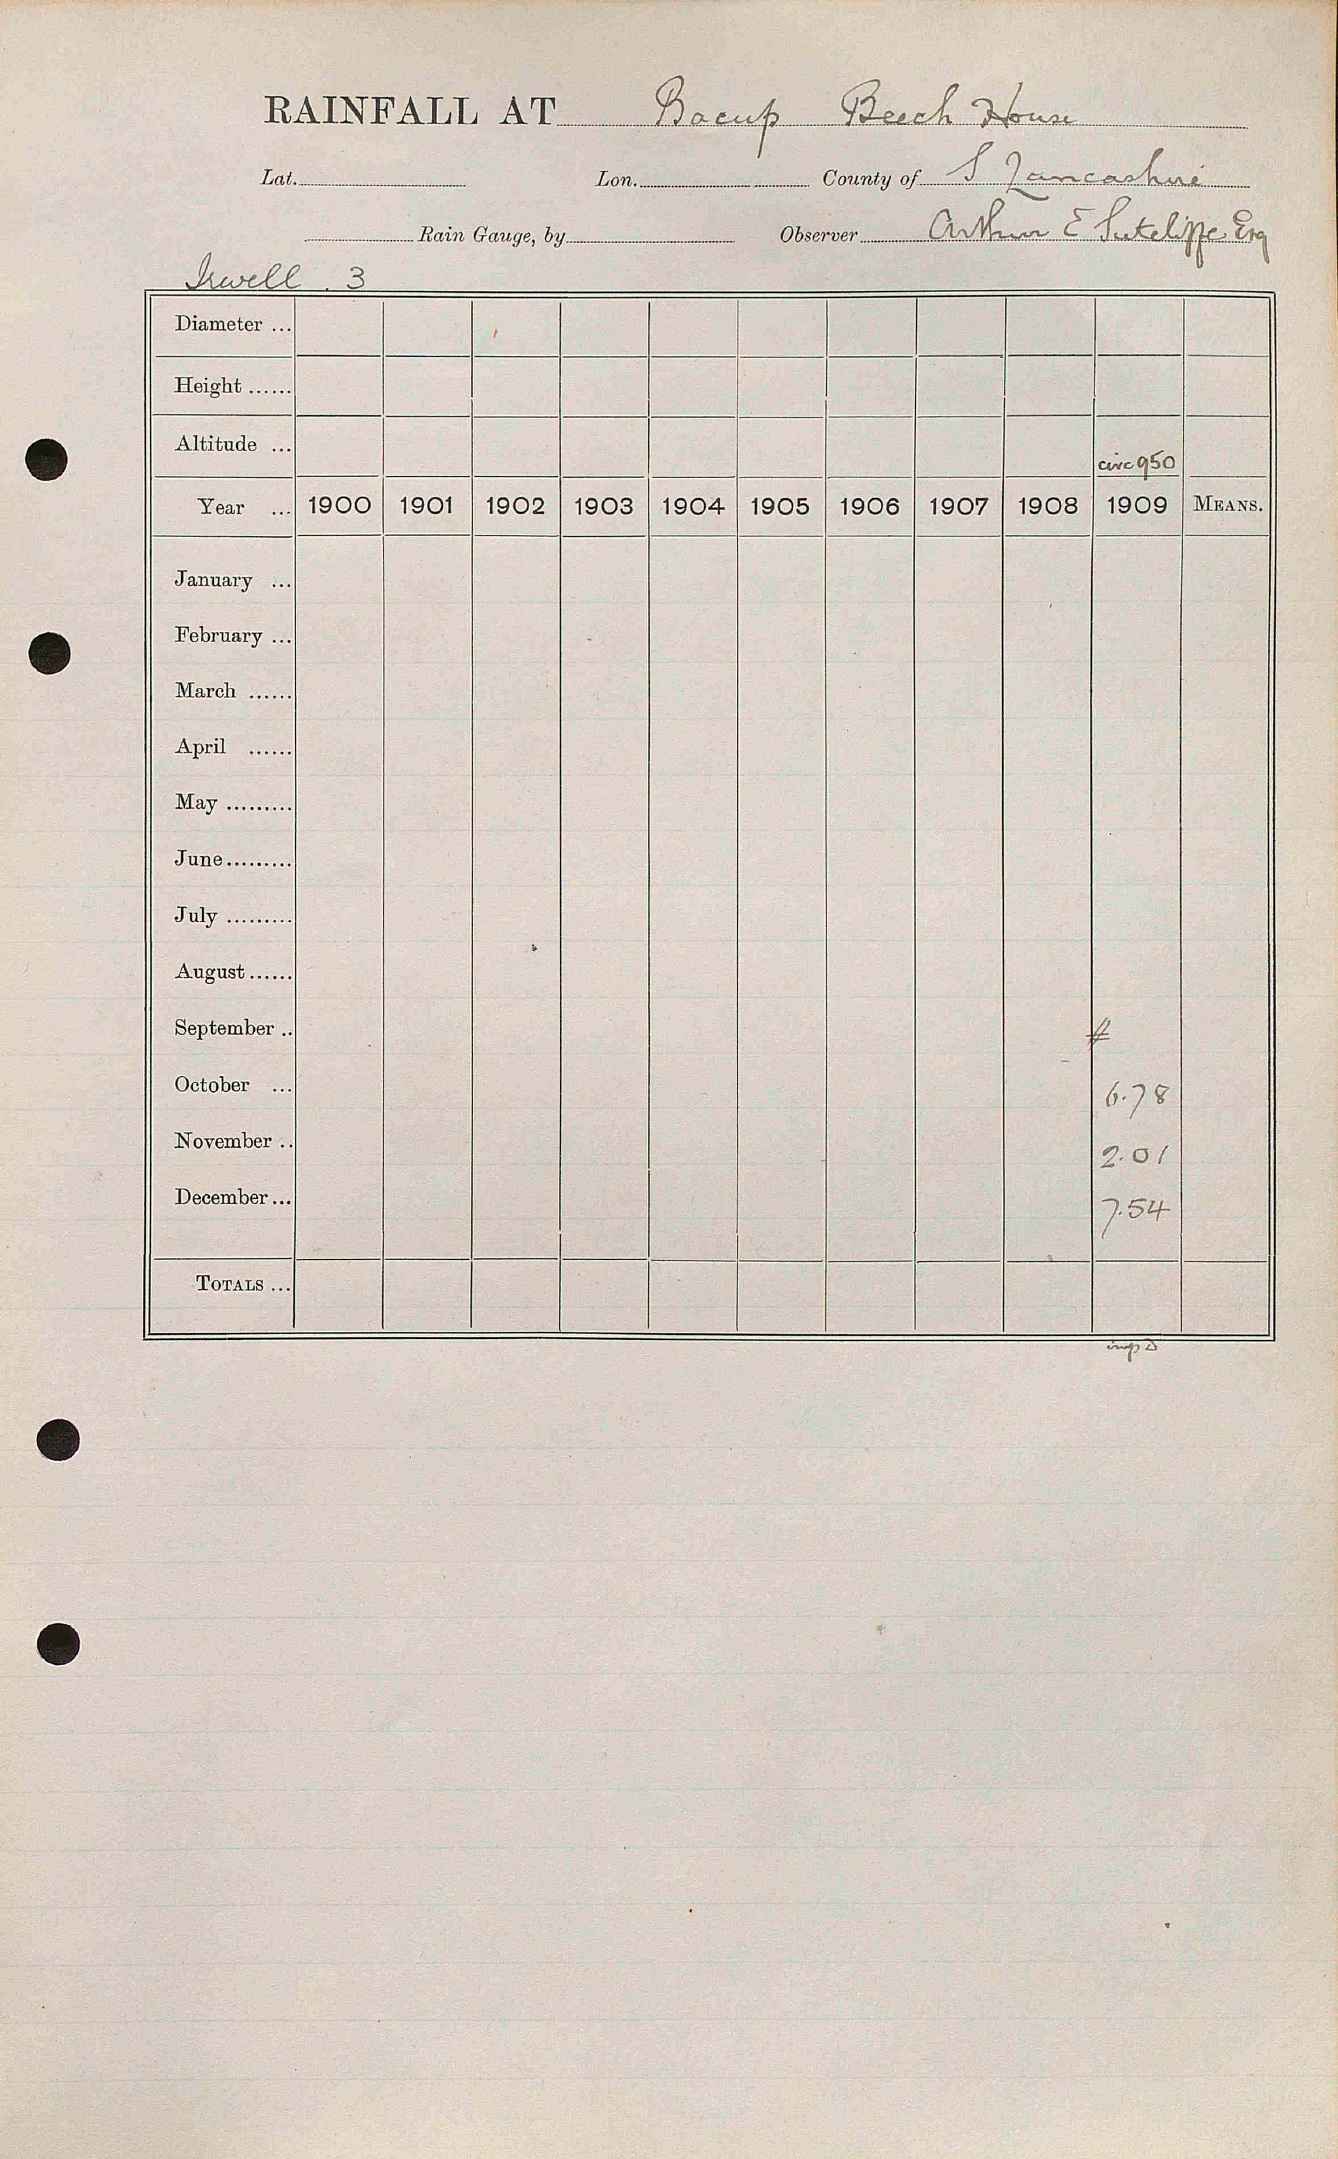 RAINFALL AT Bacup Beech House
Lat. Lon. County of S Lancashire
Rain Gauge, by Observer Arthur E Sutcliffe Esq
Irwell . 3
Diameter ...
Height ......
Altitude ... circ 950
Year ... 1900 1901 1902 1903 1904 1905 1906 1907 1908 1909 MEANS.
January ...
February ...
March ......
April ......
May .........
June.........
July .........
August......
September .. #
October ... 6.78
November .. 2.01
December... 7.54
TOTALS ...